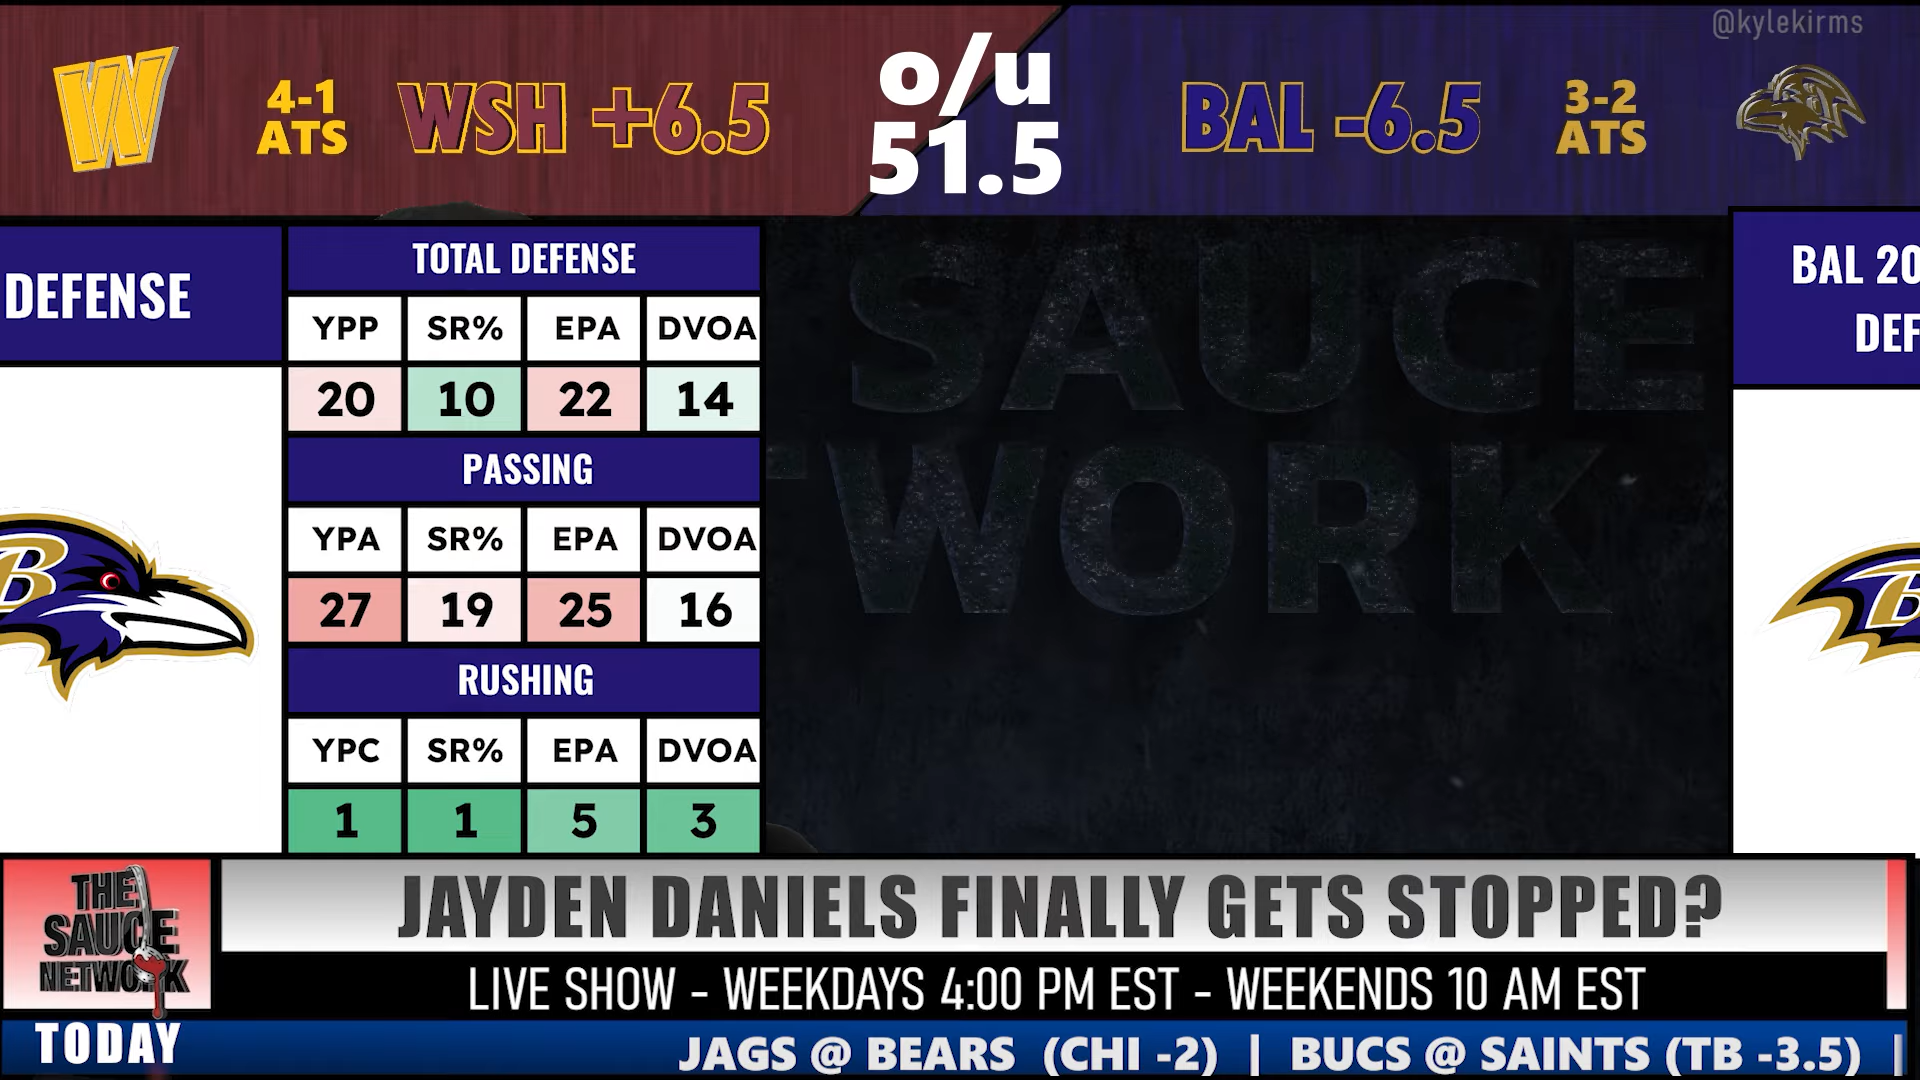 @kylekirms
4-1
ATS
WSH +6.5
o/u
51.5
BAL -6.5
3-2
ATS
DEFENSE
TOTAL DEFENSE
YPP SR% EPA DVOA
20 10 22 14
PASSING
YPA SR% EPA DVOA
27 19 25 16
RUSHING
YPC SR% EPA DVOA
1 1 5 3
SAUCE
WORK
BAL 20
DEF
B
THE
SAUCE
NETWORK
JAYDEN DANIELS FINALLY GETS STOPPED?
LIVE SHOW - WEEKDAYS 4:00 PM EST - WEEKENDS 10 AM EST
TODAY
JAGS @ BEARS (CHI -2) | BUCS @ SAINTS (TB -3.5) |